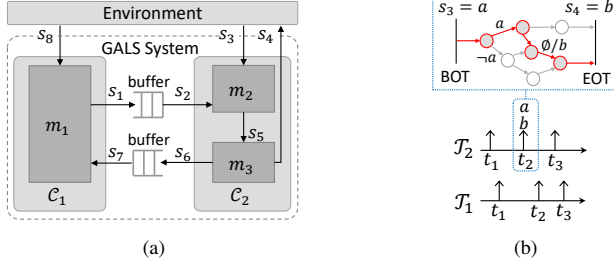 Environment
s₈ s₃ s₄
GALS System
m₁ s₁ buffer s₂ m₂
s₅
s₇ buffer s₆ m₃
𝒞₁ 𝒞₂
(a)
s₃ = a s₄ = b
a
¬a ∅/b
BOT EOT
a
b
𝒯₂
t₁ t₂ t₃
𝒯₁
t₁ t₂ t₃
(b)